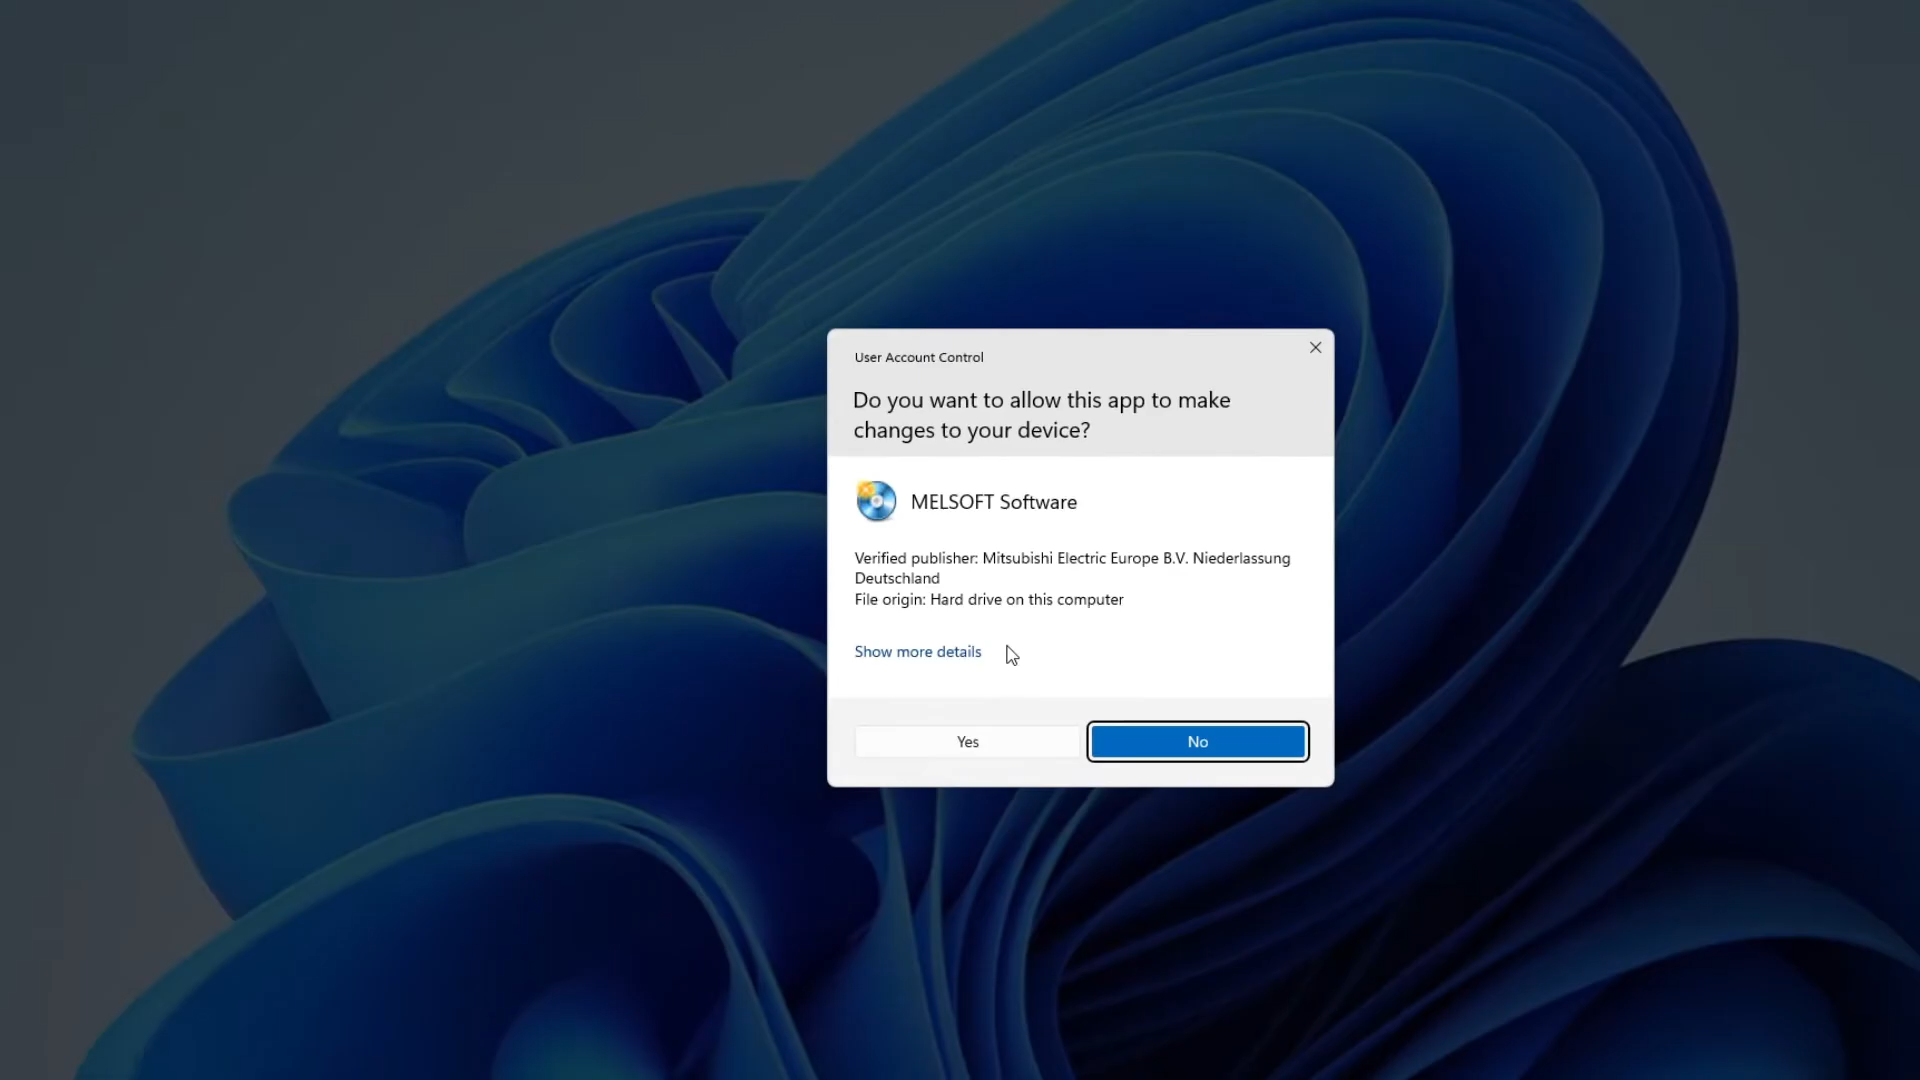 User Account Control
Do you want to allow this app to make
changes to your device?
MELSOFT Software
Verified publisher: Mitsubishi Electric Europe B.V. Niederlassung
Deutschland
File origin: Hard drive on this computer
Show more details
Yes
No